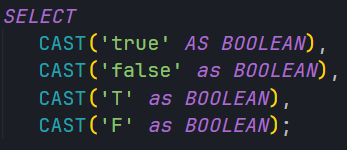 SELECT
CAST('true' AS BOOLEAN),
CAST('false' as BOOLEAN),
CAST('T' as BOOLEAN),
CAST('F' as BOOLEAN);